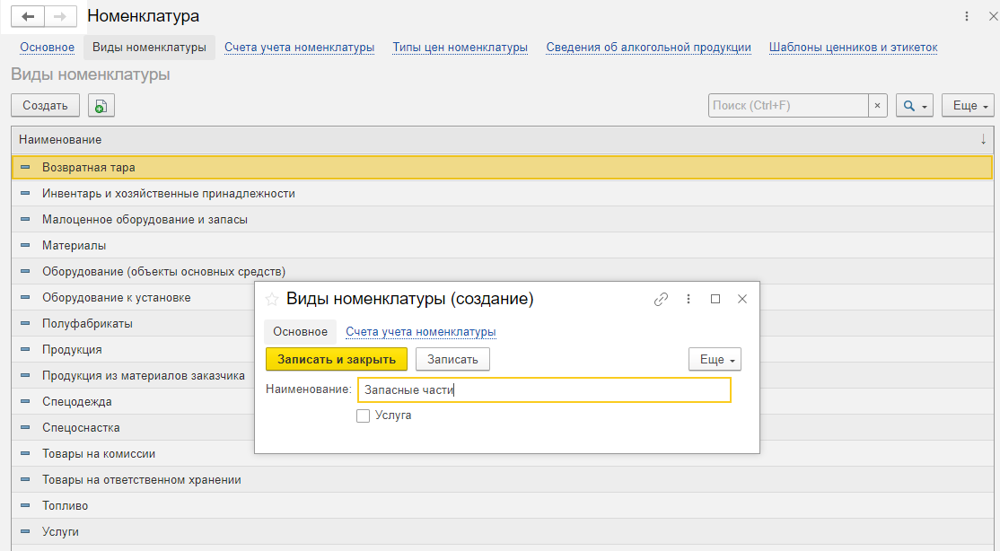 Номенклатура
Основное Виды номенклатуры Счета учета номенклатуры Типы цен номенклатуры Сведения об алкогольной продукции Шаблоны ценников и этикеток
Виды номенклатуры
Создать Поиск (Ctrl+F) × Еще
Наименование ↓
Возвратная тара
Инвентарь и хозяйственные принадлежности
Малоценное оборудование и запасы
Материалы
Оборудование (объекты основных средств)
Оборудование к установке
Полуфабрикаты
Продукция
Продукция из материалов заказчика
Спецодежда
Спецоснастка
Товары на комиссии
Товары на ответственном хранении
Топливо
Услуги
Виды номенклатуры (создание)
Основное Счета учета номенклатуры
Записать и закрыть Записать Еще
Наименование: Запасные части
Услуга